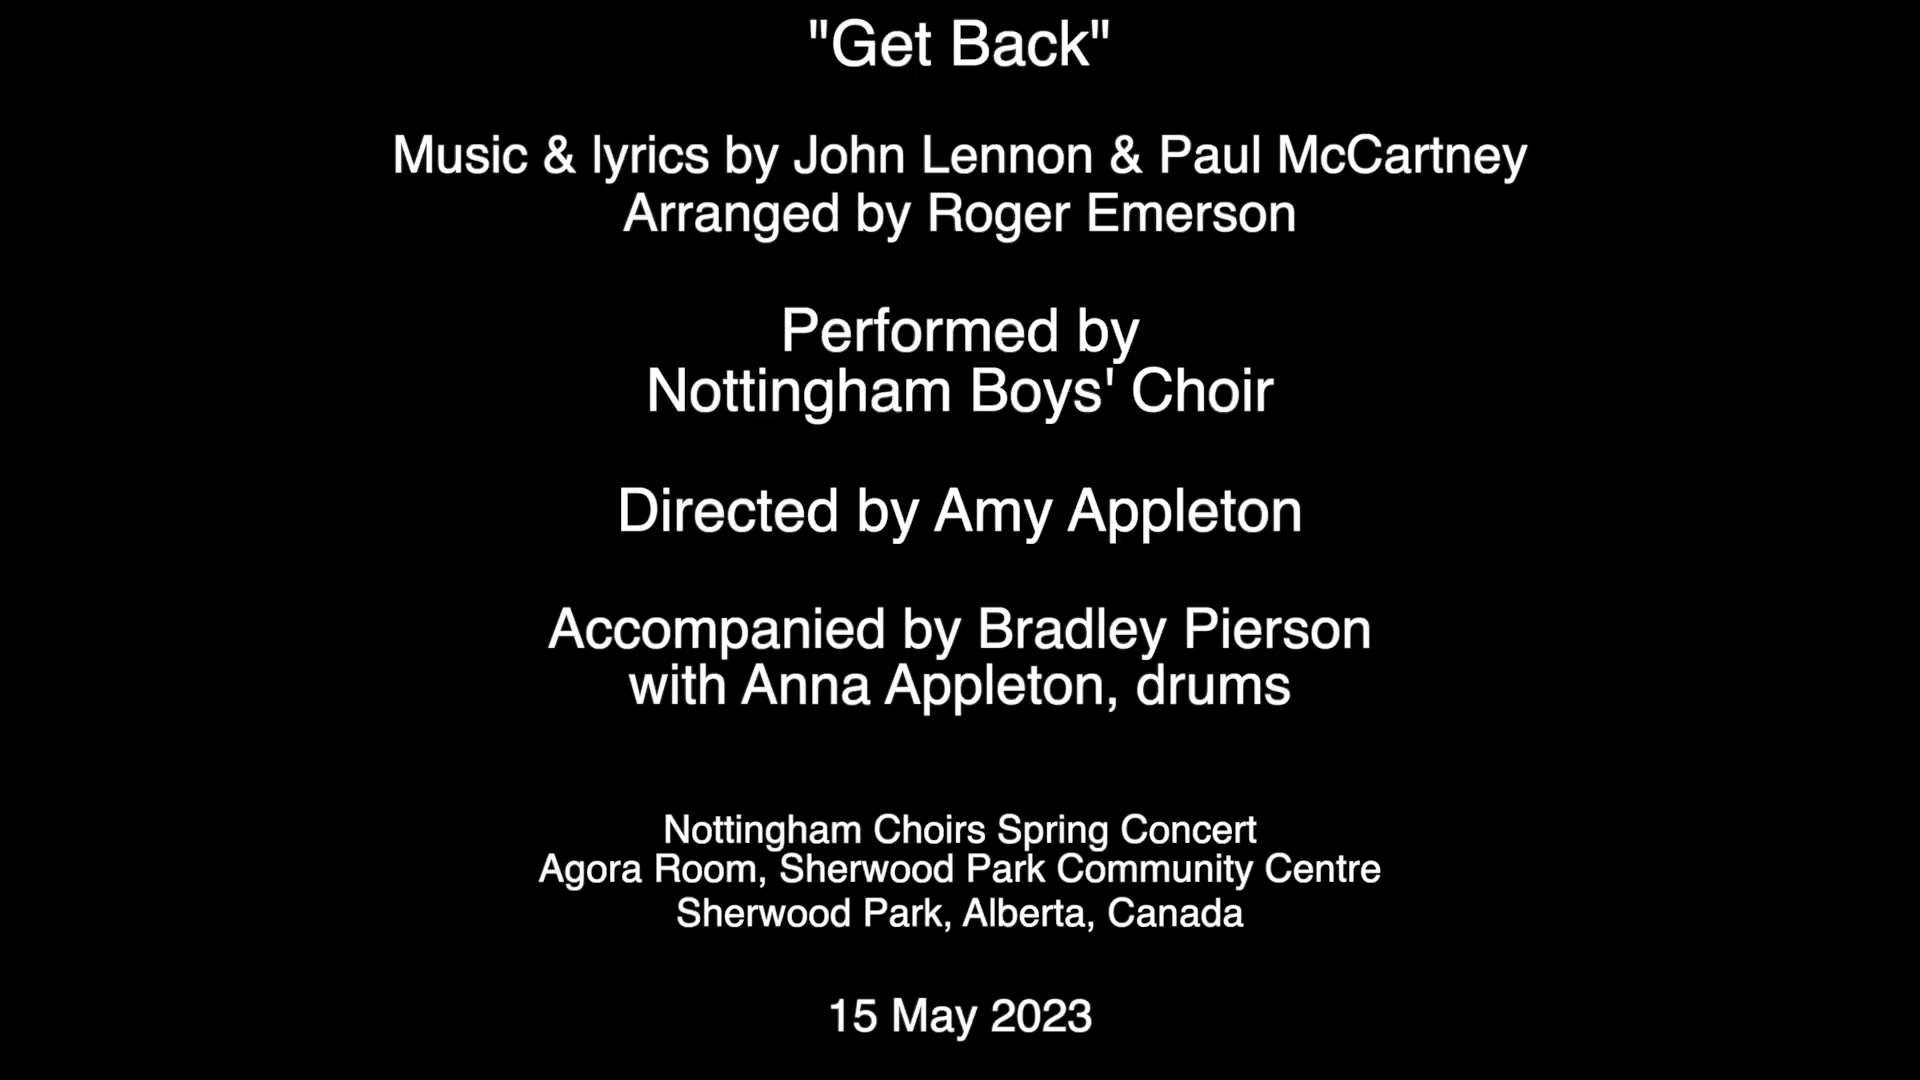 "Get Back"
Music & lyrics by John Lennon & Paul McCartney
Arranged by Roger Emerson
Performed by
Nottingham Boys' Choir
Directed by Amy Appleton
Accompanied by Bradley Pierson
with Anna Appleton, drums
Nottingham Choirs Spring Concert
Agora Room, Sherwood Park Community Centre
Sherwood Park, Alberta, Canada
15 May 2023